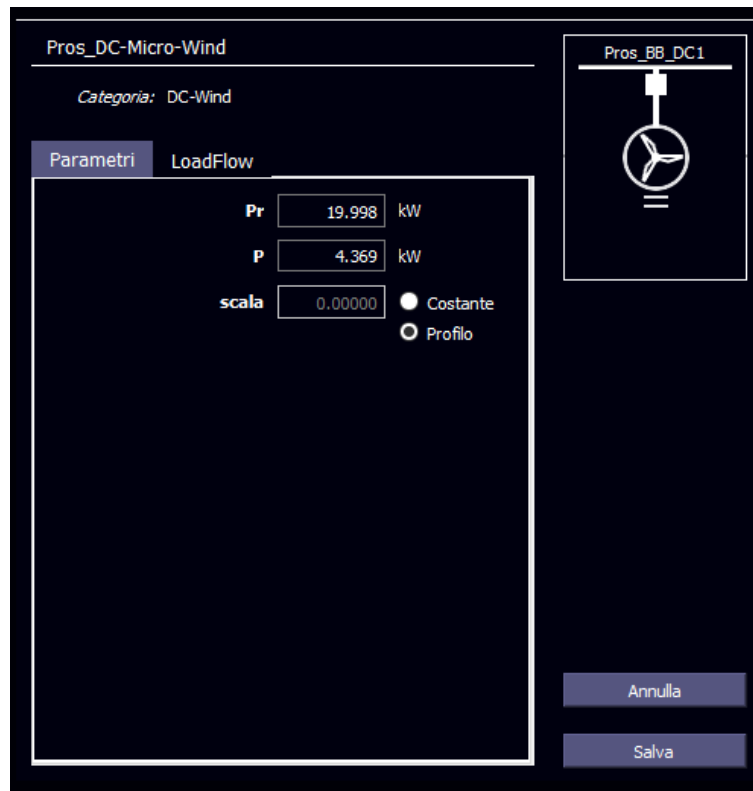 Pros_DC-Micro-Wind
Categoria: DC-Wind
Parametri LoadFlow
Pr 19.998 kW
P 4.369 kW
scala 0.00000 Costante
Profilo
Pros_BB_DC1
Annulla
Salva